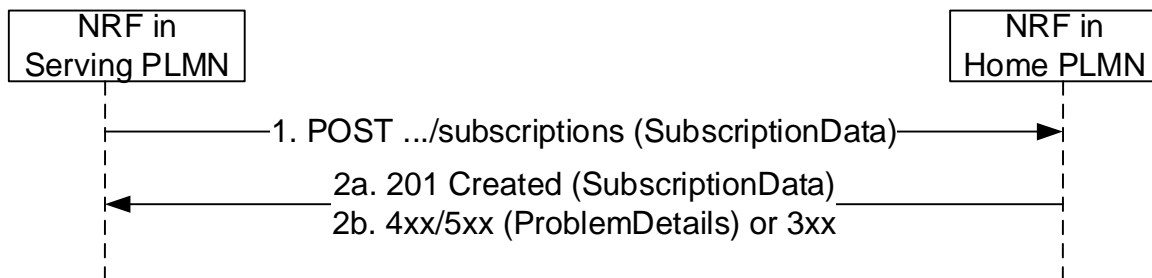 NRF in
Serving PLMN
NRF in
Home PLMN
1. POST .../subscriptions (SubscriptionData)
2a. 201 Created (SubscriptionData)
2b. 4xx/5xx (ProblemDetails) or 3xx